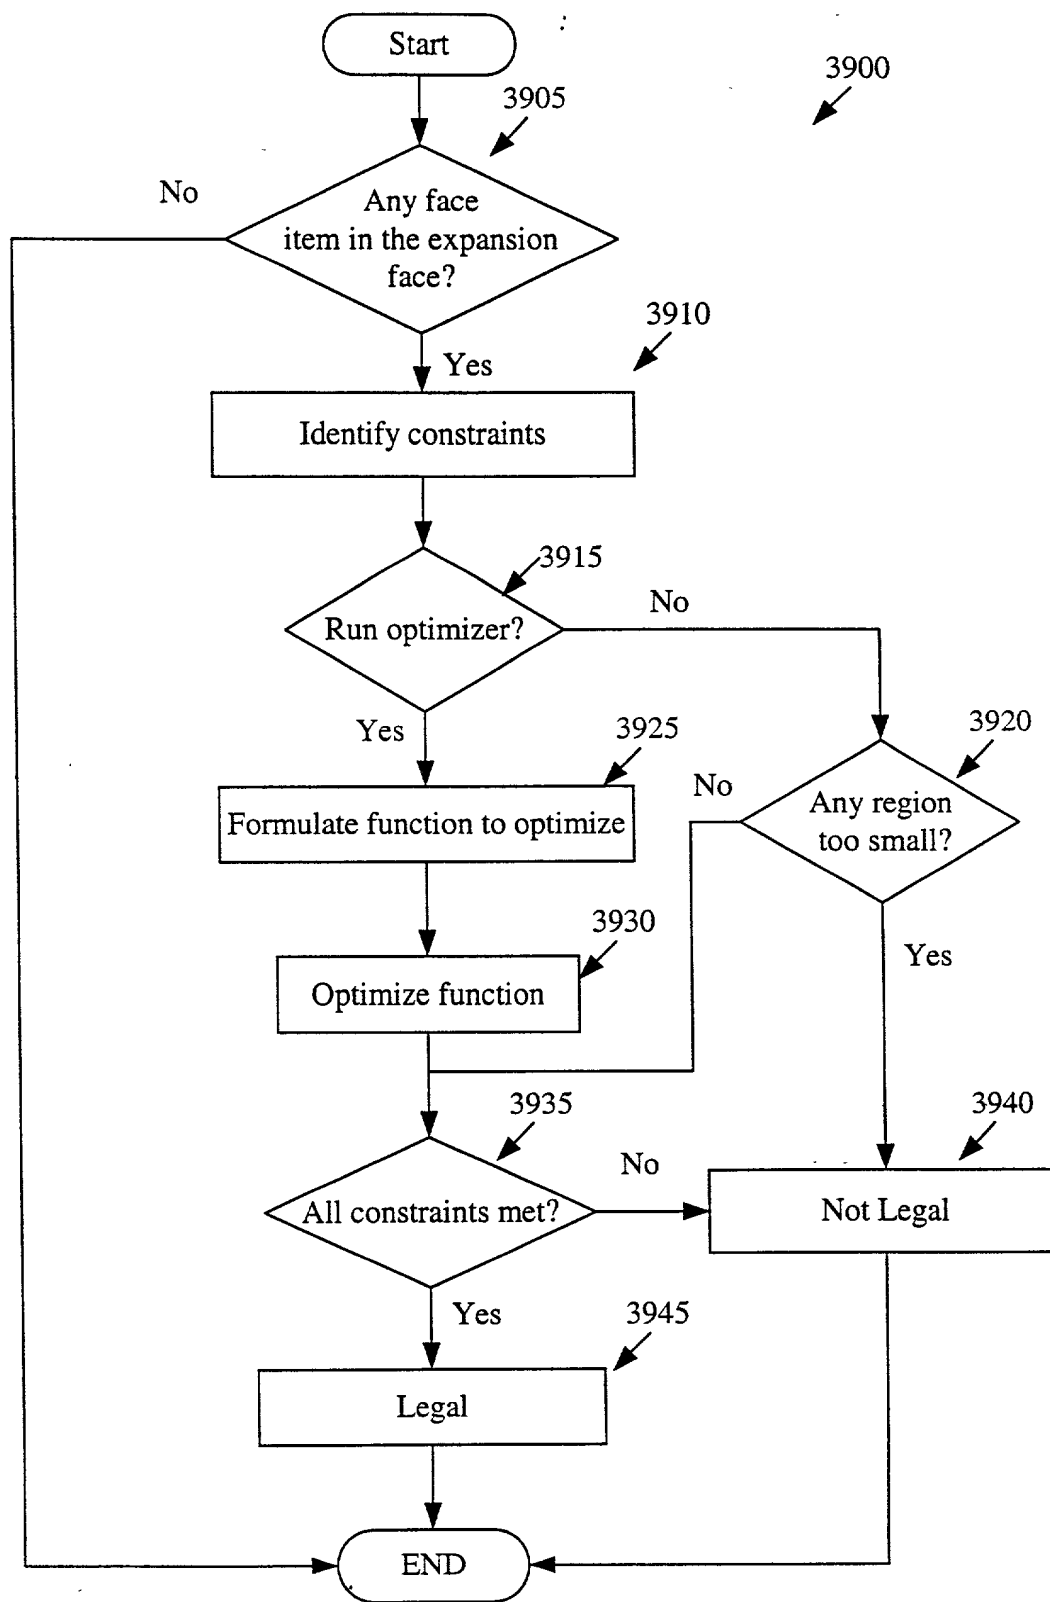 Start
3900
3905
No
Any face
item in the expansion
face?
3910
Yes
Identify constraints
3915
No
Run optimizer?
Yes
3925
3920
No
Any region
too small?
Formulate function to optimize
3930
Yes
Optimize function
3935
3940
No
All constraints met?
Not Legal
Yes
3945
Legal
END